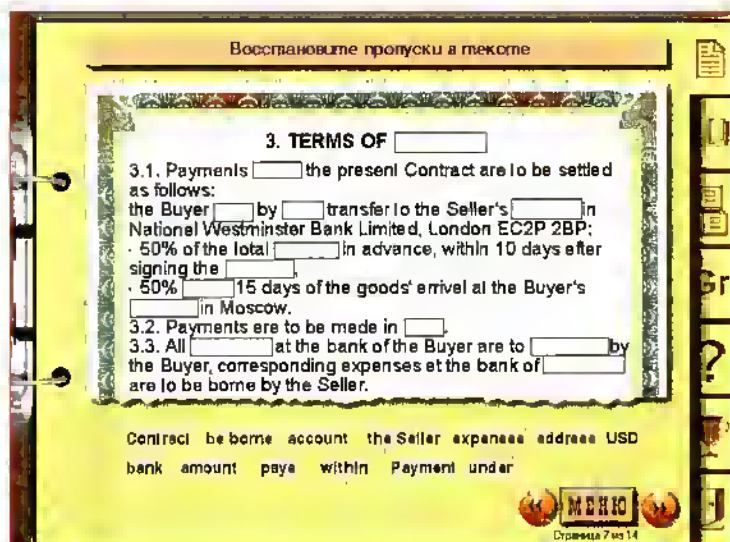 Восстановите пропуски в тексте
3. TERMS OF
3.1. Payments the present Contract are to be settled
as follows:
the Buyer by transfer to the Seller's in
National Westminster Bank Limited, London EC2P 2BP:
- 50% of the total in advance, within 10 days after
signing the ,
- 50% 15 days of the goods' arrival at the Buyer's
in Moscow.
3.2. Payments are to be made in .
3.3. All at the bank of the Buyer are to by
the Buyer, corresponding expenses at the bank of
are to be borne by the Seller.
Contract be borne account the Seller expenses address USD
bank amount pays within Payment under
Gr
?
МЕНЮ
Страница 7 из 14